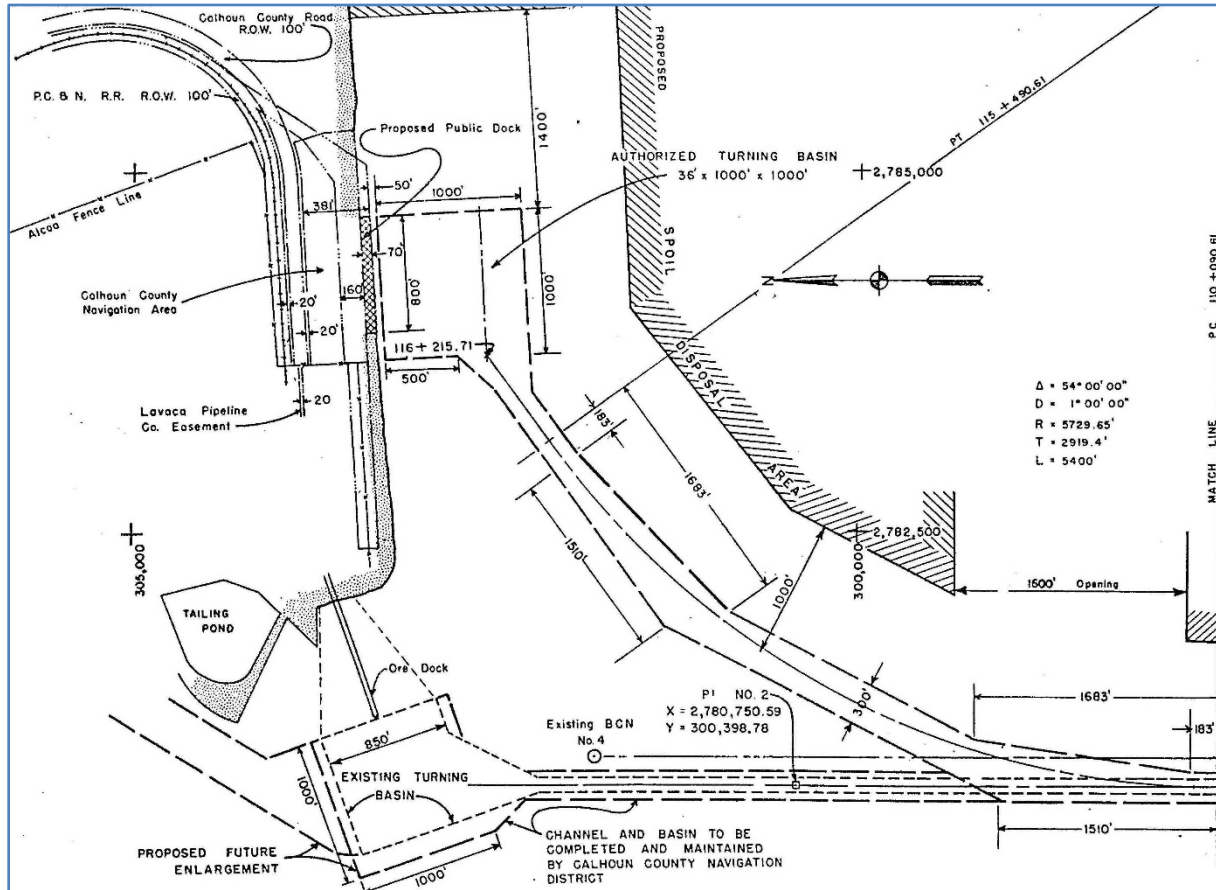 Calhoun County Road
R.O.W. 100'
P.C. & N. R.R. R.O.W. 100'
Alcoa Fence Line
Proposed Public Dock
1400'
PROPOSED
SPOIL
DISPOSAL
AREA
PT 115 + 490.61
AUTHORIZED TURNING BASIN
36' x 1000' x 1000'
2,785,000
50'
1000'
381'
70'
800'
1000'
160'
Calhoun County
Navigation Area
20'
20'
116 + 215.71
500'
20
Lavaca Pipeline
Co. Easement
N
Δ = 54° 00' 00"
D = 1° 00' 00"
R = 5729.65'
T = 2919.4'
L = 5400'
MATCH LINE P.C. 110 +090.61
183'
1683'
1510'
305,000
2,782,500
300,000
1000'
1600' Opening
TAILING
POND
Ore Dock
PI NO. 2
X = 2,780,750.59
Y = 300,398.78
300'
1683'
183'
Existing BCN
No. 4
850'
1000'
EXISTING TURNING
BASIN
1510'
PROPOSED FUTURE
ENLARGEMENT
1000'
CHANNEL AND BASIN TO BE
COMPLETED AND MAINTAINED
BY CALHOUN COUNTY NAVIGATION
DISTRICT